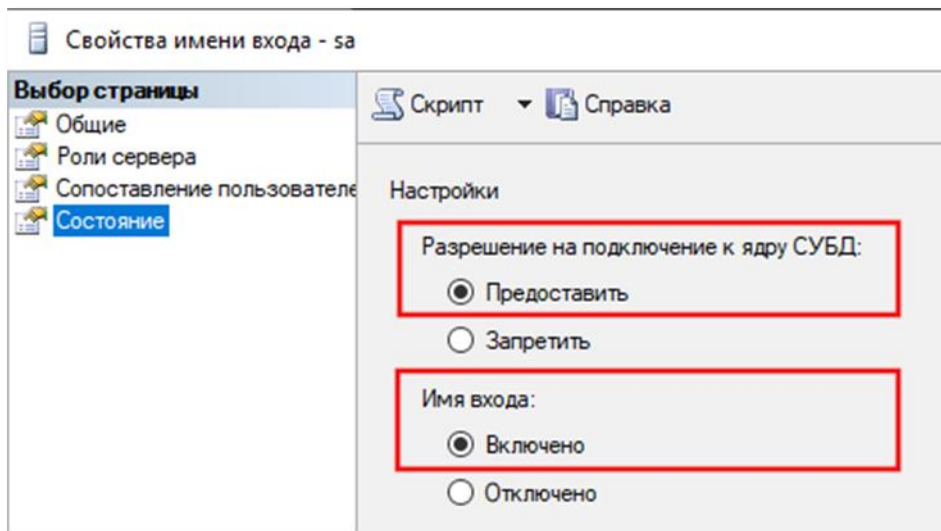 Свойства имени входа - sa
Выбор страницы
Общие
Роли сервера
Сопоставление пользователе
Состояние
Скрипт
Справка
Настройки
Разрешение на подключение к ядру СУБД:
Предоставить
Запретить
Имя входа:
Включено
Отключено